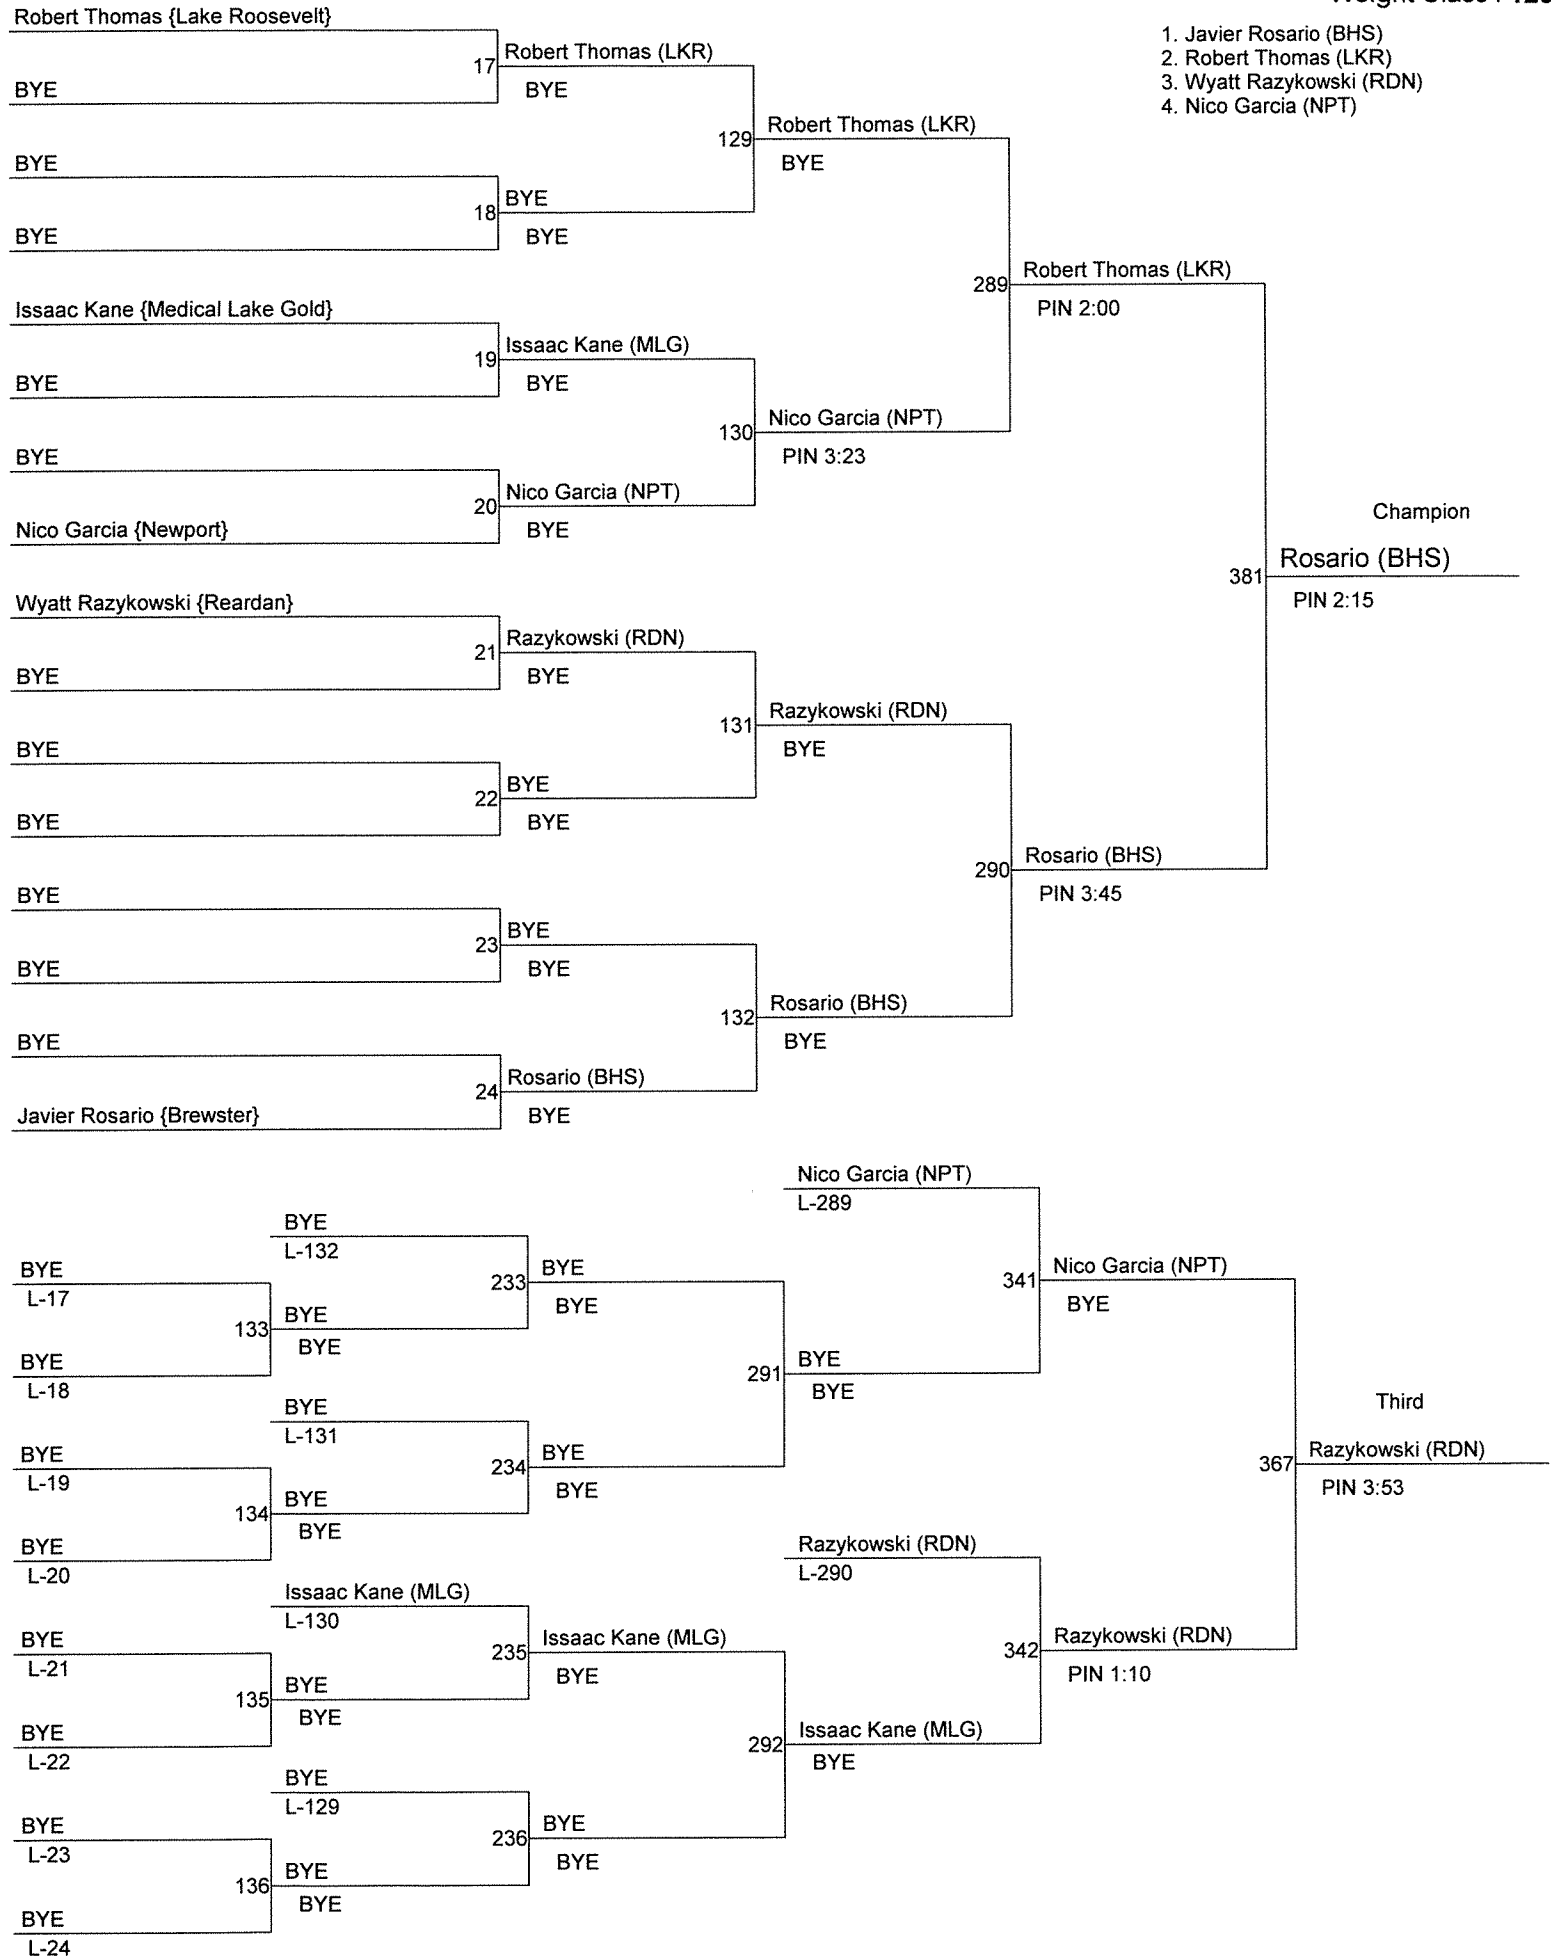 Robert Thomas {Lake Roosevelt}
1. Javier Rosario (BHS)
2. Robert Thomas (LKR)
3. Wyatt Razykowski (RDN)
4. Nico Garcia (NPT)
17
Robert Thomas (LKR)
BYE
BYE
129
Robert Thomas (LKR)
BYE
BYE
18
BYE
BYE
BYE
289
Robert Thomas (LKR)
PIN 2:00
Issaac Kane {Medical Lake Gold}
19
Issaac Kane (MLG)
BYE
BYE
130
Nico Garcia (NPT)
PIN 3:23
BYE
20
Nico Garcia (NPT)
BYE
Nico Garcia {Newport}
Champion
381
Rosario (BHS)
PIN 2:15
Wyatt Razykowski {Reardan}
21
Razykowski (RDN)
BYE
BYE
131
Razykowski (RDN)
BYE
BYE
22
BYE
BYE
BYE
290
Rosario (BHS)
PIN 3:45
BYE
23
BYE
BYE
BYE
132
Rosario (BHS)
BYE
BYE
24
Rosario (BHS)
BYE
Javier Rosario {Brewster}
Nico Garcia (NPT)
L-289
BYE
L-132
BYE
L-17
233
BYE
BYE
341
Nico Garcia (NPT)
BYE
133
BYE
BYE
BYE
L-18
291
BYE
BYE
BYE
L-131
BYE
L-19
234
BYE
BYE
Third
367
Razykowski (RDN)
PIN 3:53
134
BYE
BYE
BYE
L-20
Razykowski (RDN)
L-290
Issaac Kane (MLG)
L-130
BYE
L-21
235
Issaac Kane (MLG)
BYE
342
Razykowski (RDN)
PIN 1:10
135
BYE
BYE
BYE
L-22
292
Issaac Kane (MLG)
BYE
BYE
L-129
BYE
L-23
236
BYE
BYE
136
BYE
BYE
BYE
L-24